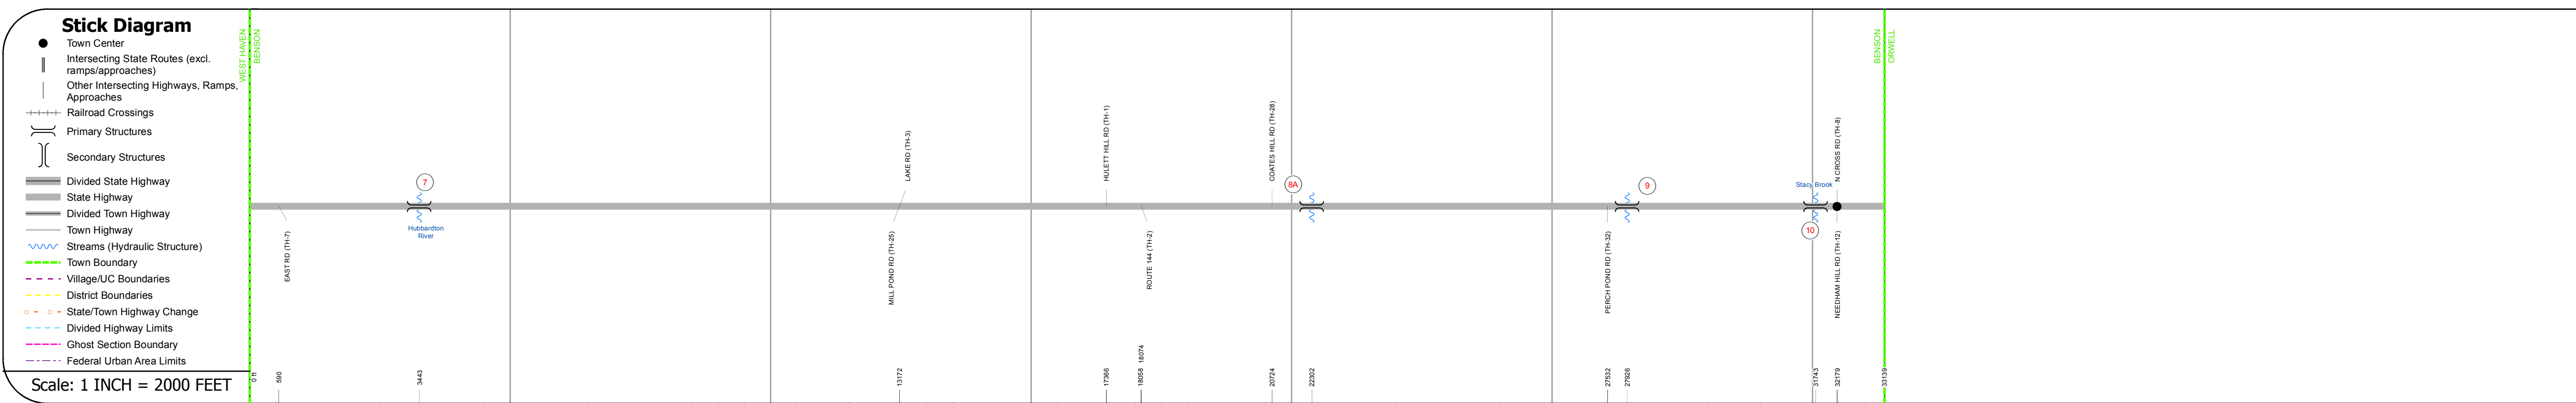 Stick Diagram
Town Center
Intersecting State Routes (excl.
ramps/approaches)
Other Intersecting Highways, Ramps,
Approaches
Railroad Crossings
Primary Structures
Secondary Structures
Divided State Highway
State Highway
Divided Town Highway
Town Highway
Streams (Hydraulic Structure)
Town Boundary
Village/UC Boundaries
District Boundaries
State/Town Highway Change
Divided Highway Limits
Ghost Section Boundary
Federal Urban Area Limits
Scale: 1 INCH = 2000 FEET
WEST HAVEN
BENSON
EAST RD (TH-7)
7
Hubbardton
River
MILL POND RD (TH-25)
LAKE RD (TH-3)
HULETT HILL RD (TH-1)
ROUTE 144 (TH-2)
COATES HILL RD (TH-28)
8A
PERCH POND RD (TH-32)
9
Stacy Brook
10
N CROSS RD (TH-8)
NEEDHAM HILL RD (TH-12)
BENSON
ORWELL
0 ft
590
3443
13172
17366
18058
18074
20724
22302
27532
27926
31743
32179
33139